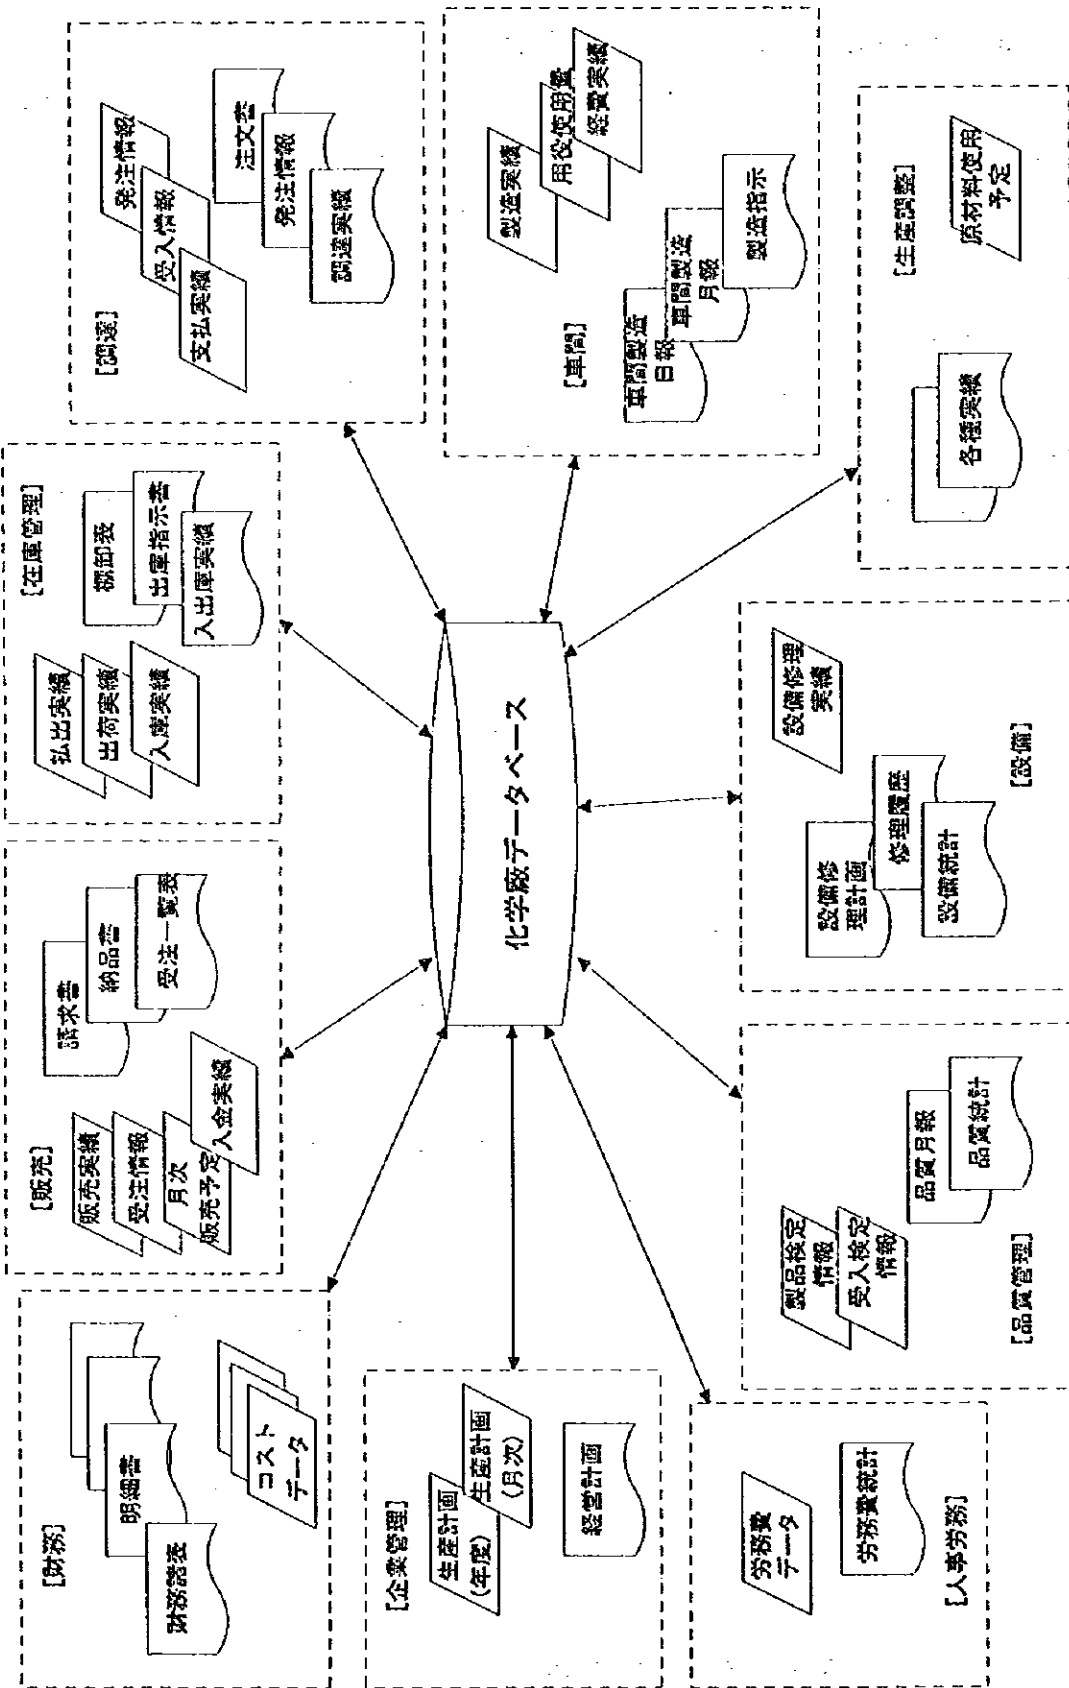 [財務]
明細書
財務諸表
コスト
データ
[販売]
請求書
納品書
受注一覧表
販売実績
受注情報
月次
販売予定
入金実績
[在庫管理]
払出実績
出荷実績
入庫実績
棚卸表
出庫指示書
入出庫実績
[調達]
発注情報
受入情報
支払実績
注文書
発注情報
調達実績
[企業管理]
生産計画
(年度)
生産計画
(月次)
経営計画
化学廠データベース
[車間]
製造実績
用役使用量
経費実績
車間製造
日報
車間製造
月報
製造指示
[人事労務]
労務費
データ
労務費統計
[品質管理]
製品検定
情報
受入検定
情報
品質月報
品質統計
[設備]
設備修理
実績
設備修
理計画
修理履歴
設備統計
[生産調整]
各種実績
原材料使用
予定